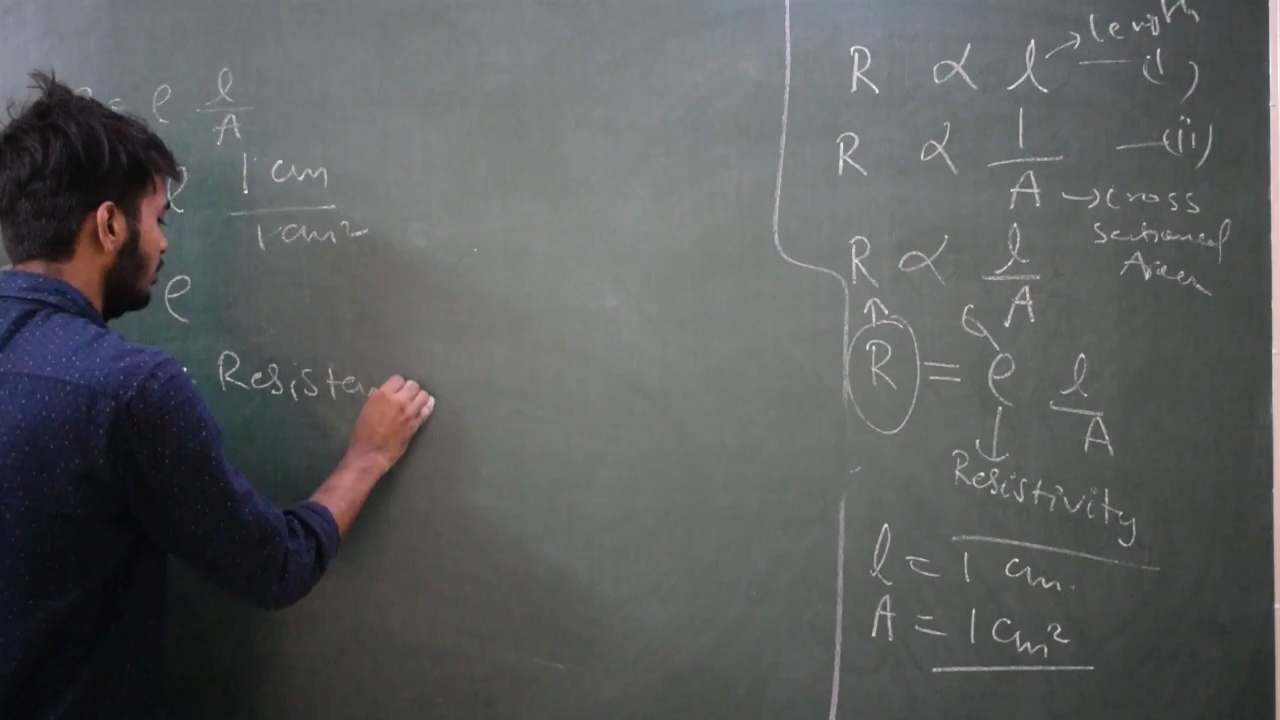 = ρ l/A
ρ 1 cm/1 cm²
ρ
Resistan
R ∝ l → length — (i)
R ∝ 1/A — (ii)
→ Cross
sectional
Area
R ∝ l/A
R = ρ l/A
Resistivity
l = 1 cm.
A = 1 cm²